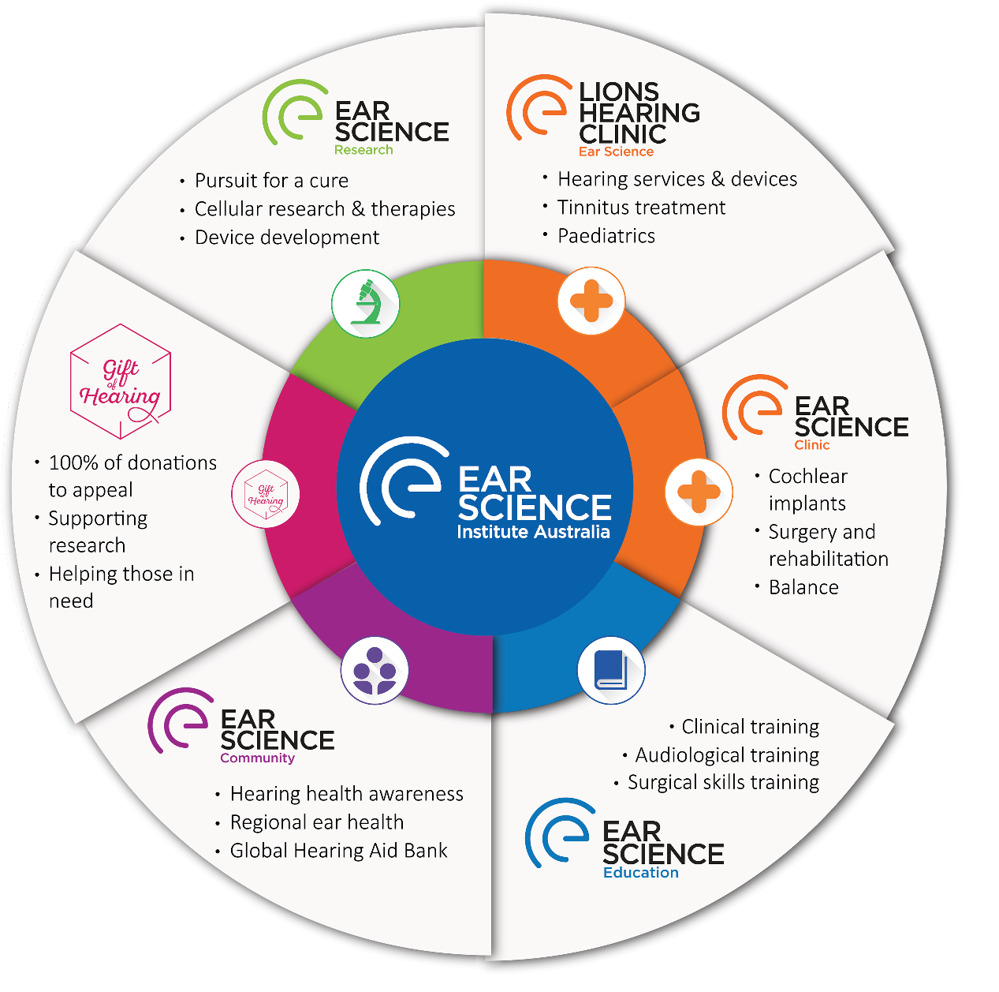 EAR
SCIENCE
Research
• Pursuit for a cure
• Cellular research & therapies
• Device development
LIONS
HEARING
CLINIC
Ear Science
• Hearing services & devices
• Tinnitus treatment
• Paediatrics
Gift
of
Hearing
• 100% of donations
to appeal
• Supporting
research
• Helping those in
need
Gift
of
Hearing
EAR
SCIENCE
Institute Australia
EAR
SCIENCE
Clinic
• Cochlear
implants
• Surgery and
rehabilitation
• Balance
EAR
SCIENCE
Community
• Hearing health awareness
• Regional ear health
• Global Hearing Aid Bank
• Clinical training
• Audiological training
• Surgical skills training
EAR
SCIENCE
Education